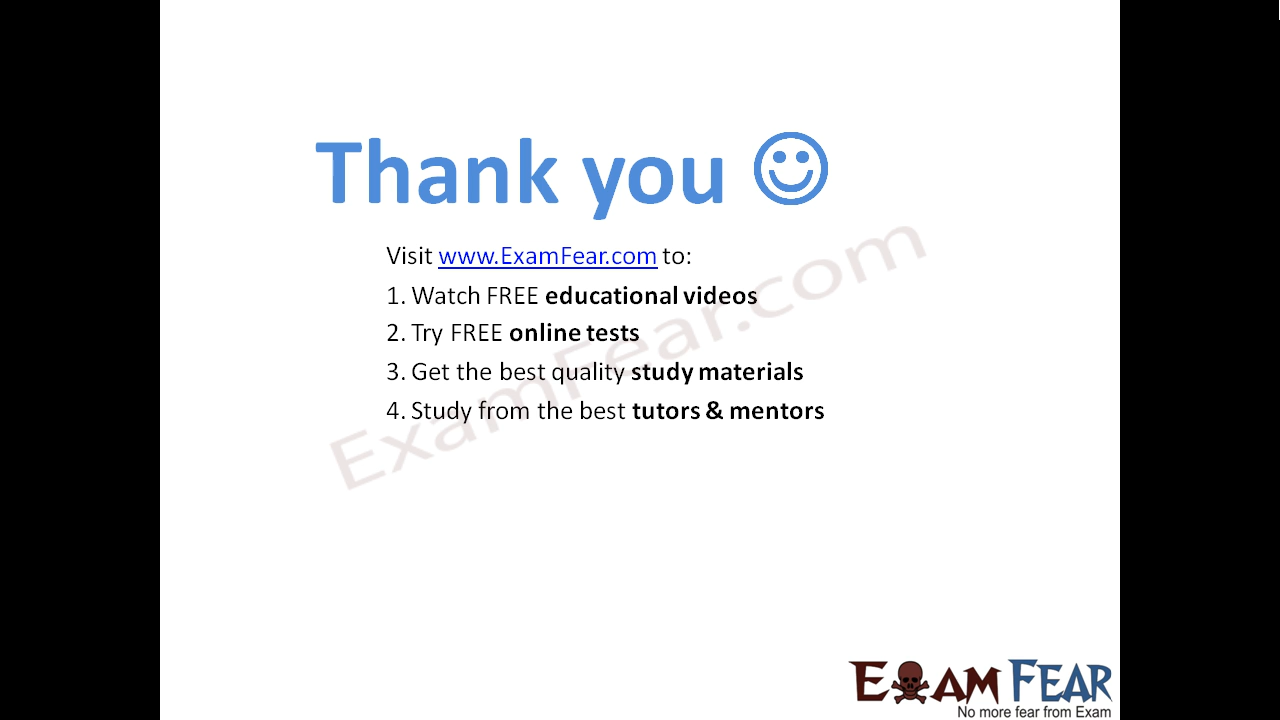 Thank you
Visit www.ExamFear.com to:
1. Watch FREE educational videos
2. Try FREE online tests
3. Get the best quality study materials
4. Study from the best tutors & mentors
ExamFear.com
EXAM FEAR
No more fear from Exam